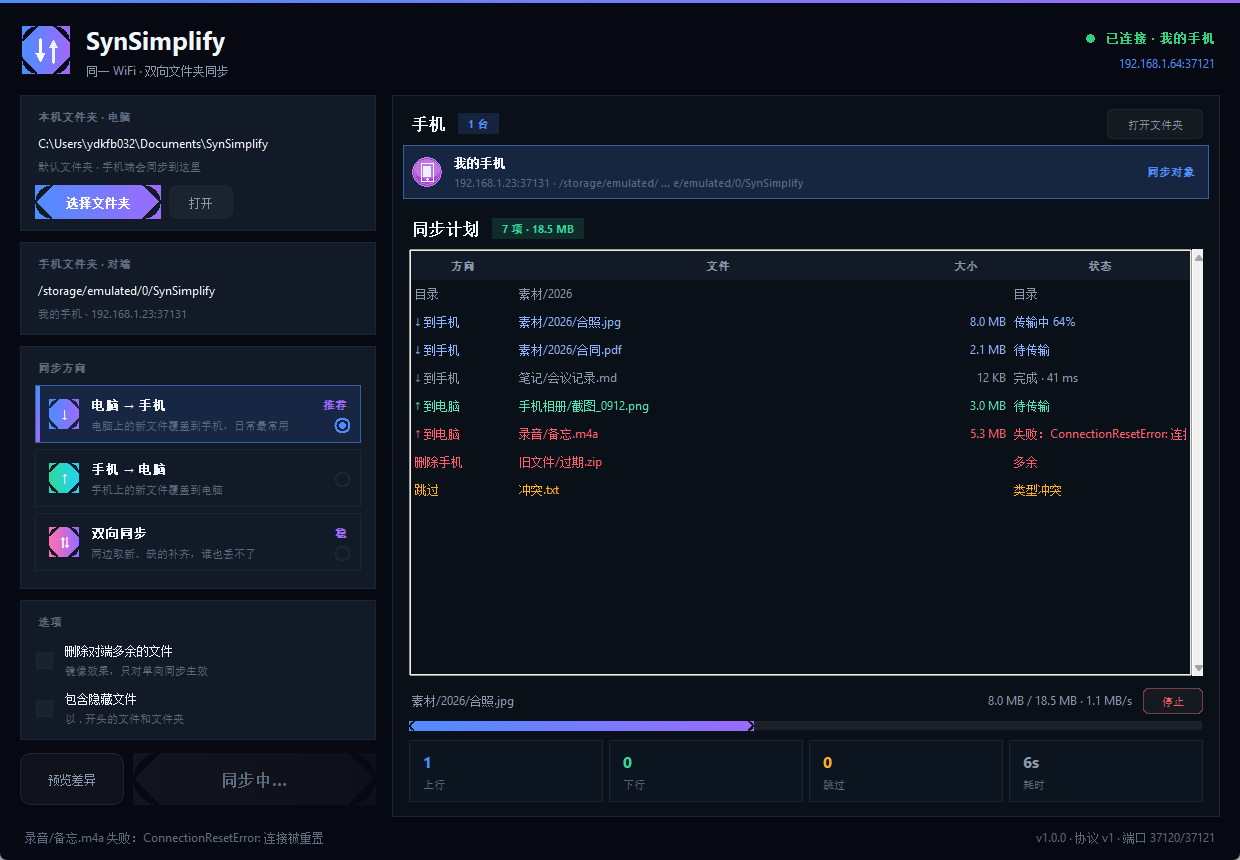 SynSimplify
同一 WiFi · 双向文件夹同步
已连接 · 我的手机
192.168.1.64:37121
本机文件夹 · 电脑
C:\Users\ydkfb032\Documents\SynSimplify
默认文件夹 · 手机端会同步到这里
选择文件夹 打开
手机文件夹 · 对端
/storage/emulated/0/SynSimplify
我的手机 · 192.168.1.23:37131
同步方向
电脑 → 手机 推荐
电脑上的新文件覆盖到手机，日常最常用
手机 → 电脑
手机上的新文件覆盖到电脑
双向同步 稳
两边取新、缺的补齐，谁也丢不了
选项
删除对端多余的文件
镜像效果，只对单向同步生效
包含隐藏文件
以 . 开头的文件和文件夹
预览差异 同步中...
手机 1 台 打开文件夹
我的手机
192.168.1.23:37131 · /storage/emulated/ ... e/emulated/0/SynSimplify
同步对象
同步计划 7 项 · 18.5 MB
方向 文件 大小 状态
目录 素材/2026 目录
↓ 到手机 素材/2026/合照.jpg 8.0 MB 传输中 64%
↓ 到手机 素材/2026/合同.pdf 2.1 MB 待传输
↓ 到手机 笔记/会议记录.md 12 KB 完成 · 41 ms
↑ 到电脑 手机相册/截图_0912.png 3.0 MB 待传输
↑ 到电脑 录音/备忘.m4a 5.3 MB 失败：ConnectionResetError: 连
删除手机 旧文件/过期.zip 多余
跳过 冲突.txt 类型冲突
素材/2026/合照.jpg 8.0 MB / 18.5 MB · 1.1 MB/s 停止
1 0 0 6s
上行 下行 跳过 耗时
录音/备忘.m4a 失败：ConnectionResetError: 连接被重置
v1.0.0 · 协议 v1 · 端口 37120/37121